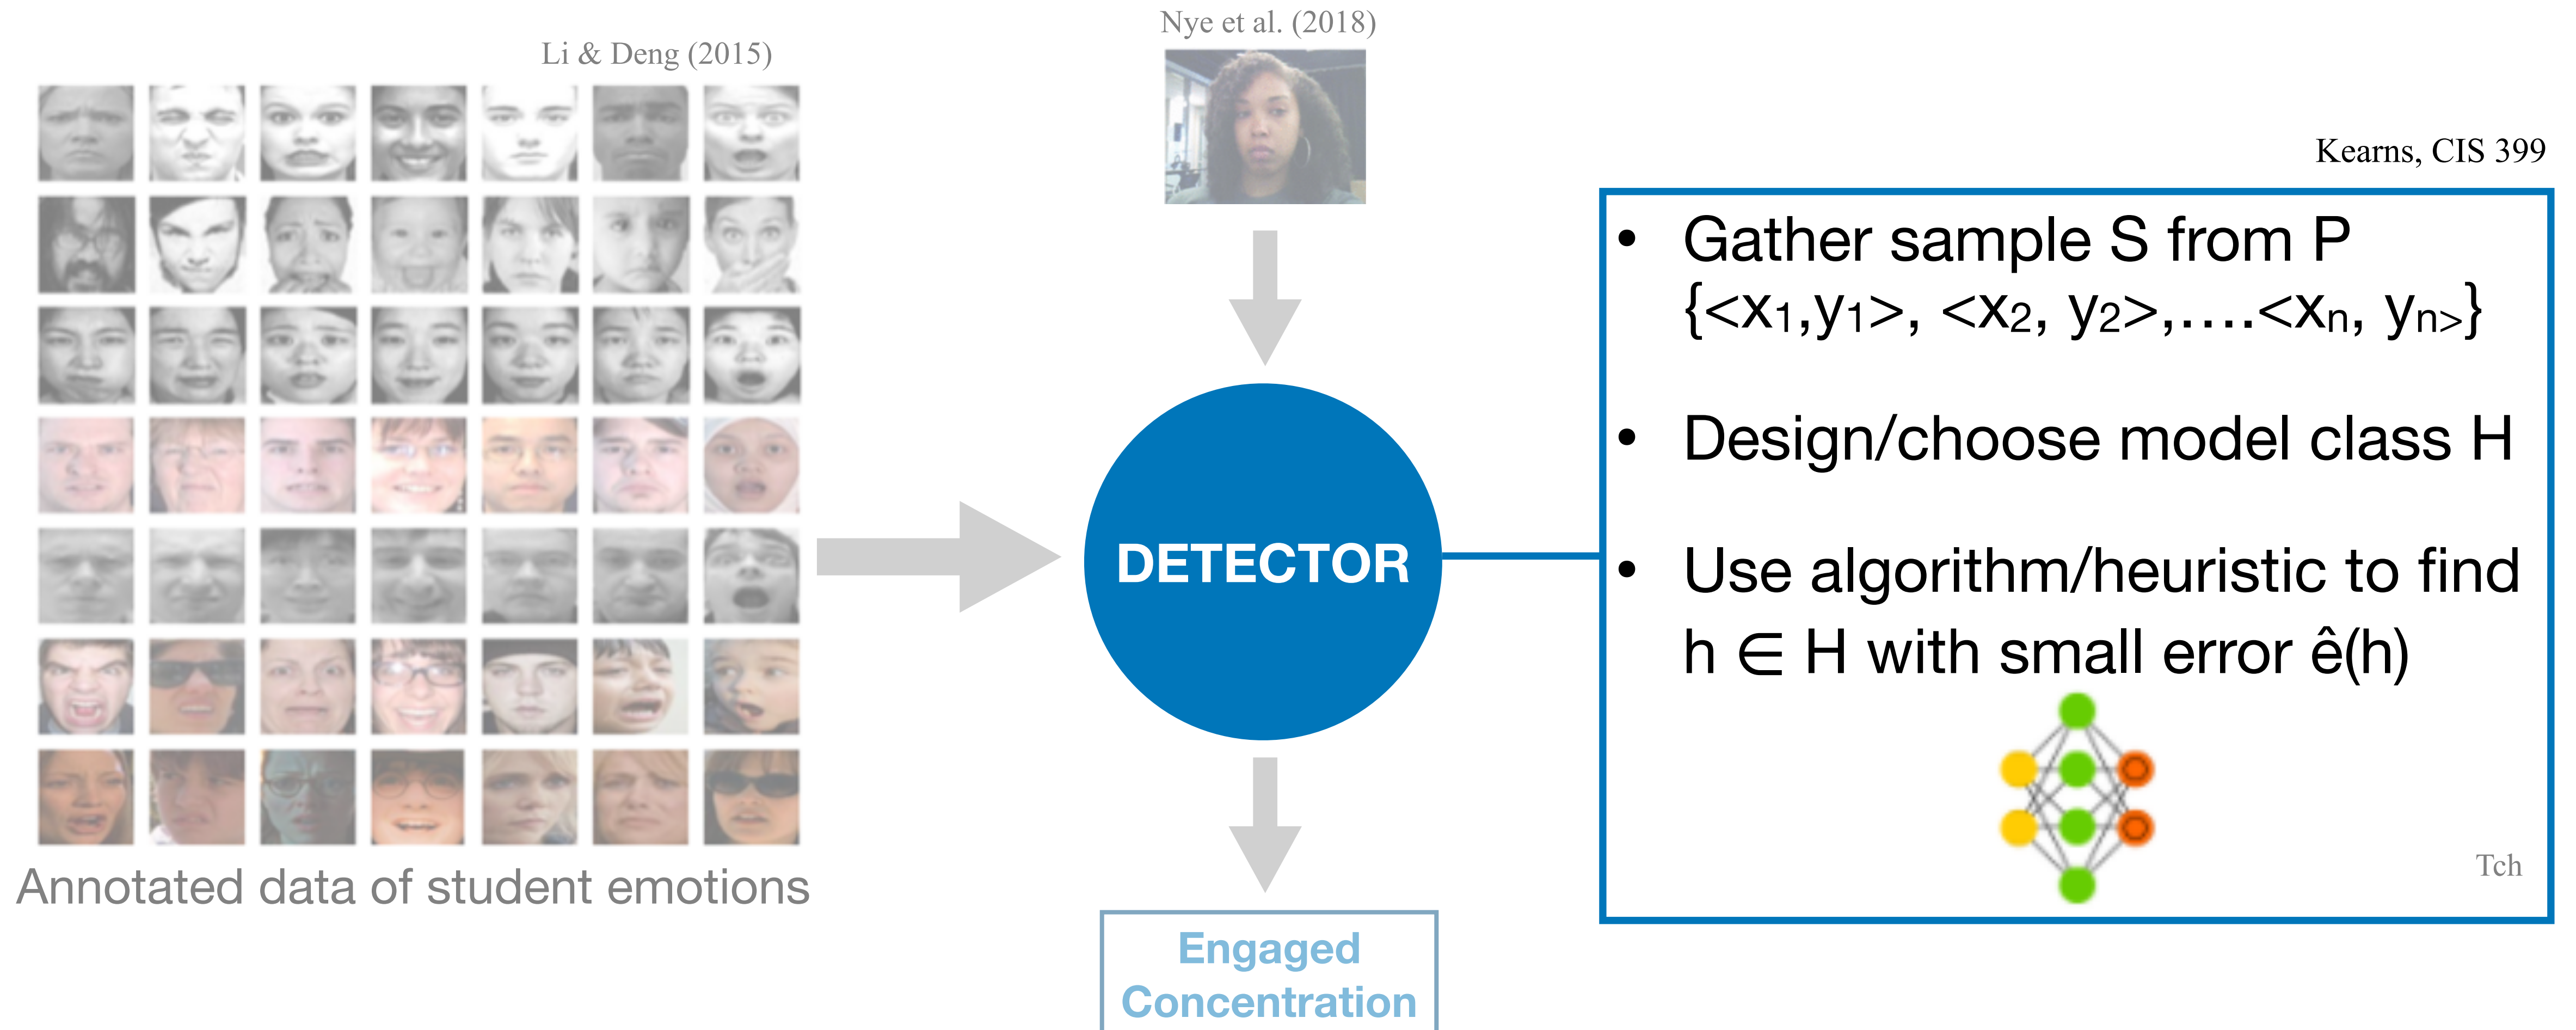 Li & Deng (2015)
Annotated data of student emotions
Nye et al. (2018)
DETECTOR
Engaged
Concentration
Kearns, CIS 399
• Gather sample S from P
{<x₁,y₁>, <x₂, y₂>,....<xₙ, yₙ>}
• Design/choose model class H
• Use algorithm/heuristic to find
h ∈ H with small error ê(h)
Tch